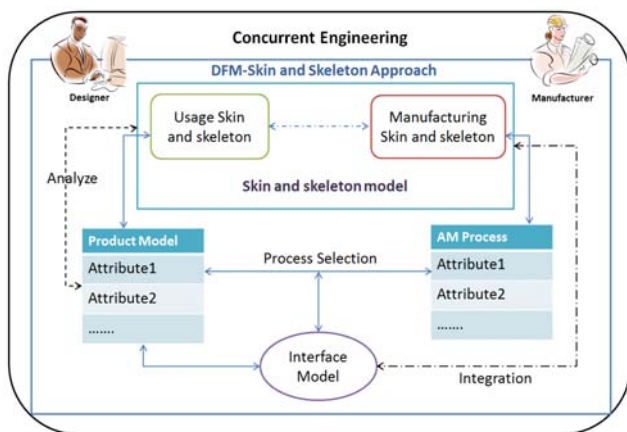 Concurrent Engineering
DFM-Skin and Skeleton Approach
Designer
Manufacturer
Usage Skin
and skeleton
Manufacturing
Skin and skeleton
Analyze
Skin and skeleton model
Product Model
Attribute1
Attribute2
…….
Process Selection
AM Process
Attribute1
Attribute2
…….
Interface
Model
Integration